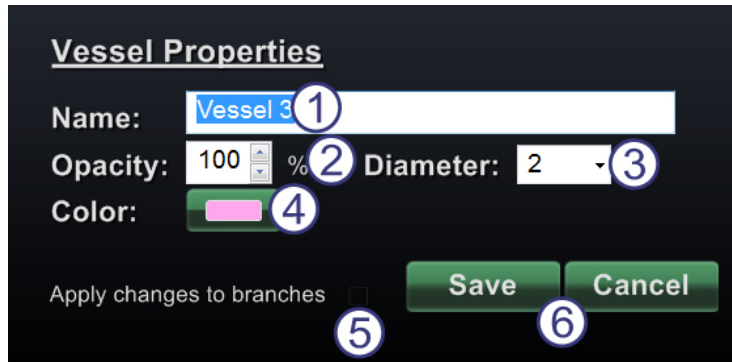 Vessel Properties
Name: Vessel 3 1
Opacity: 100 % 2 Diameter: 2 3
Color: 4
Apply changes to branches 5 Save Cancel 6